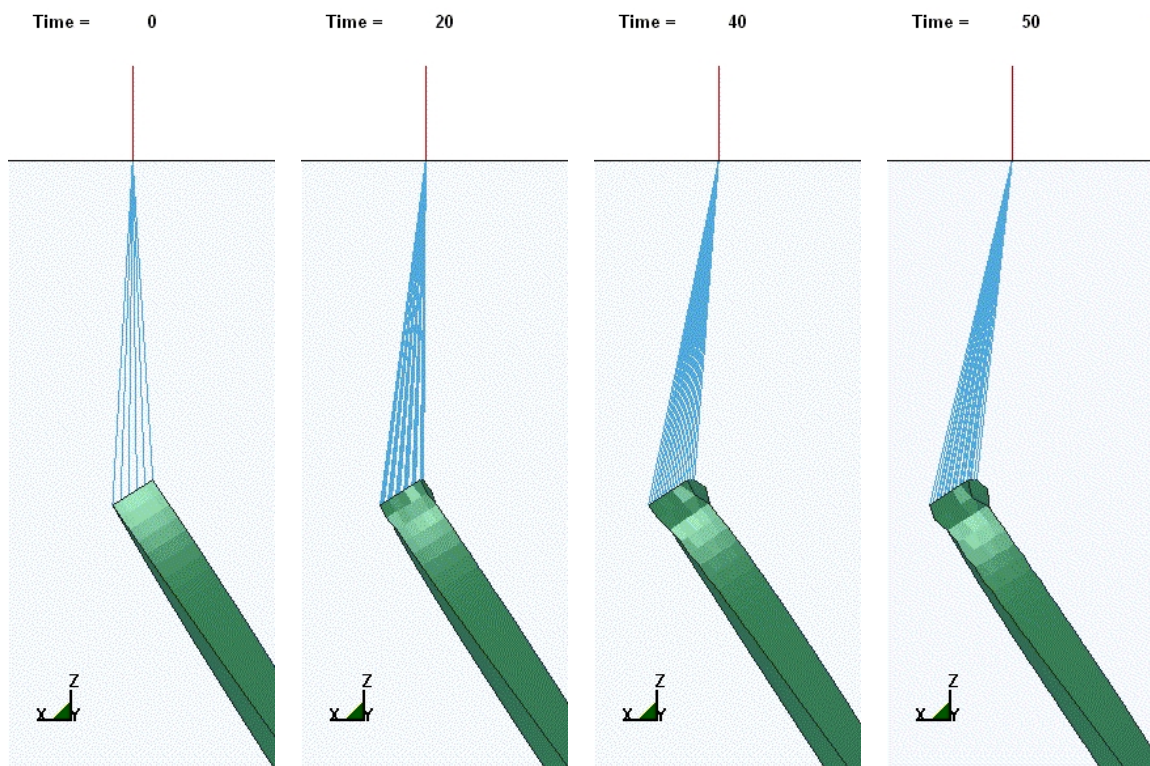 Time = 0
Time = 20
Time = 40
Time = 50
Z
X Y
Z
X Y
Z
X Y
Z
X Y